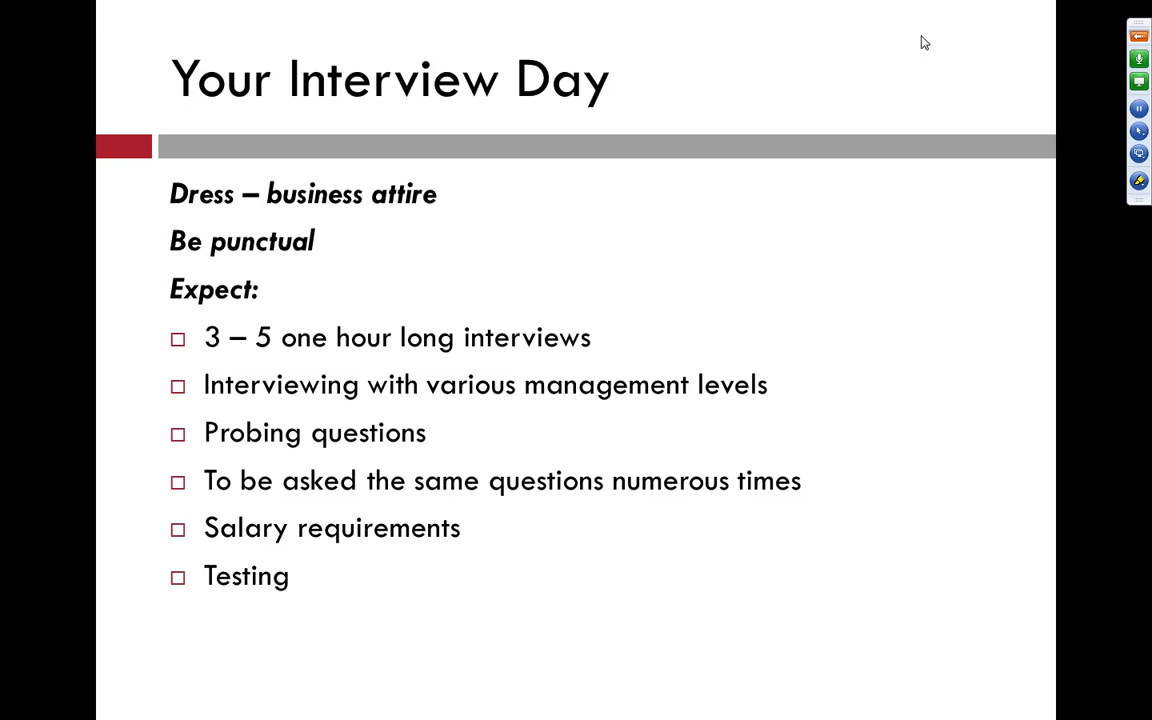 Your Interview Day
Dress – business attire
Be punctual
Expect:
3 – 5 one hour long interviews
Interviewing with various management levels
Probing questions
To be asked the same questions numerous times
Salary requirements
Testing